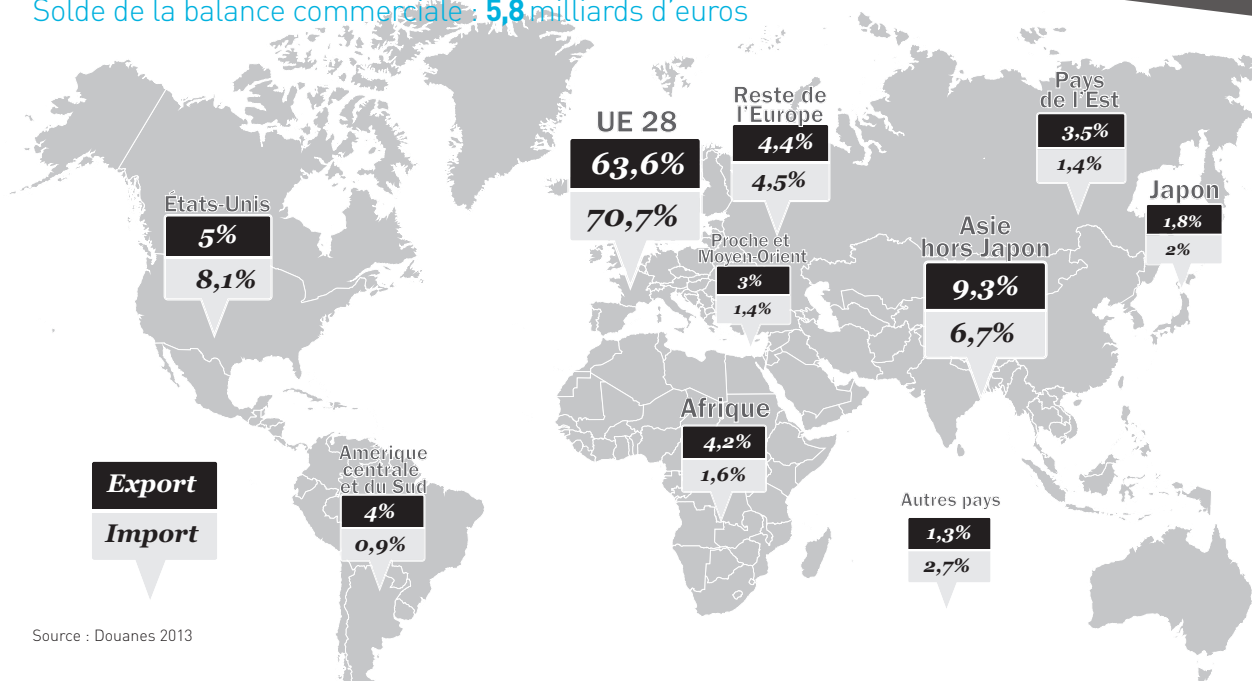 Solde de la balance commerciale : 5,8 milliards d’euros
États-Unis
5%
8,1%
UE 28
63,6%
70,7%
Reste de
l’Europe
4,4%
4,5%
Pays
de l’Est
3,5%
1,4%
Japon
1,8%
2%
Proche et
Moyen-Orient
3%
1,4%
Asie
hors Japon
9,3%
6,7%
Afrique
4,2%
1,6%
Amérique
centrale
et du Sud
4%
0,9%
Autres pays
1,3%
2,7%
Export
Import
Source : Douanes 2013